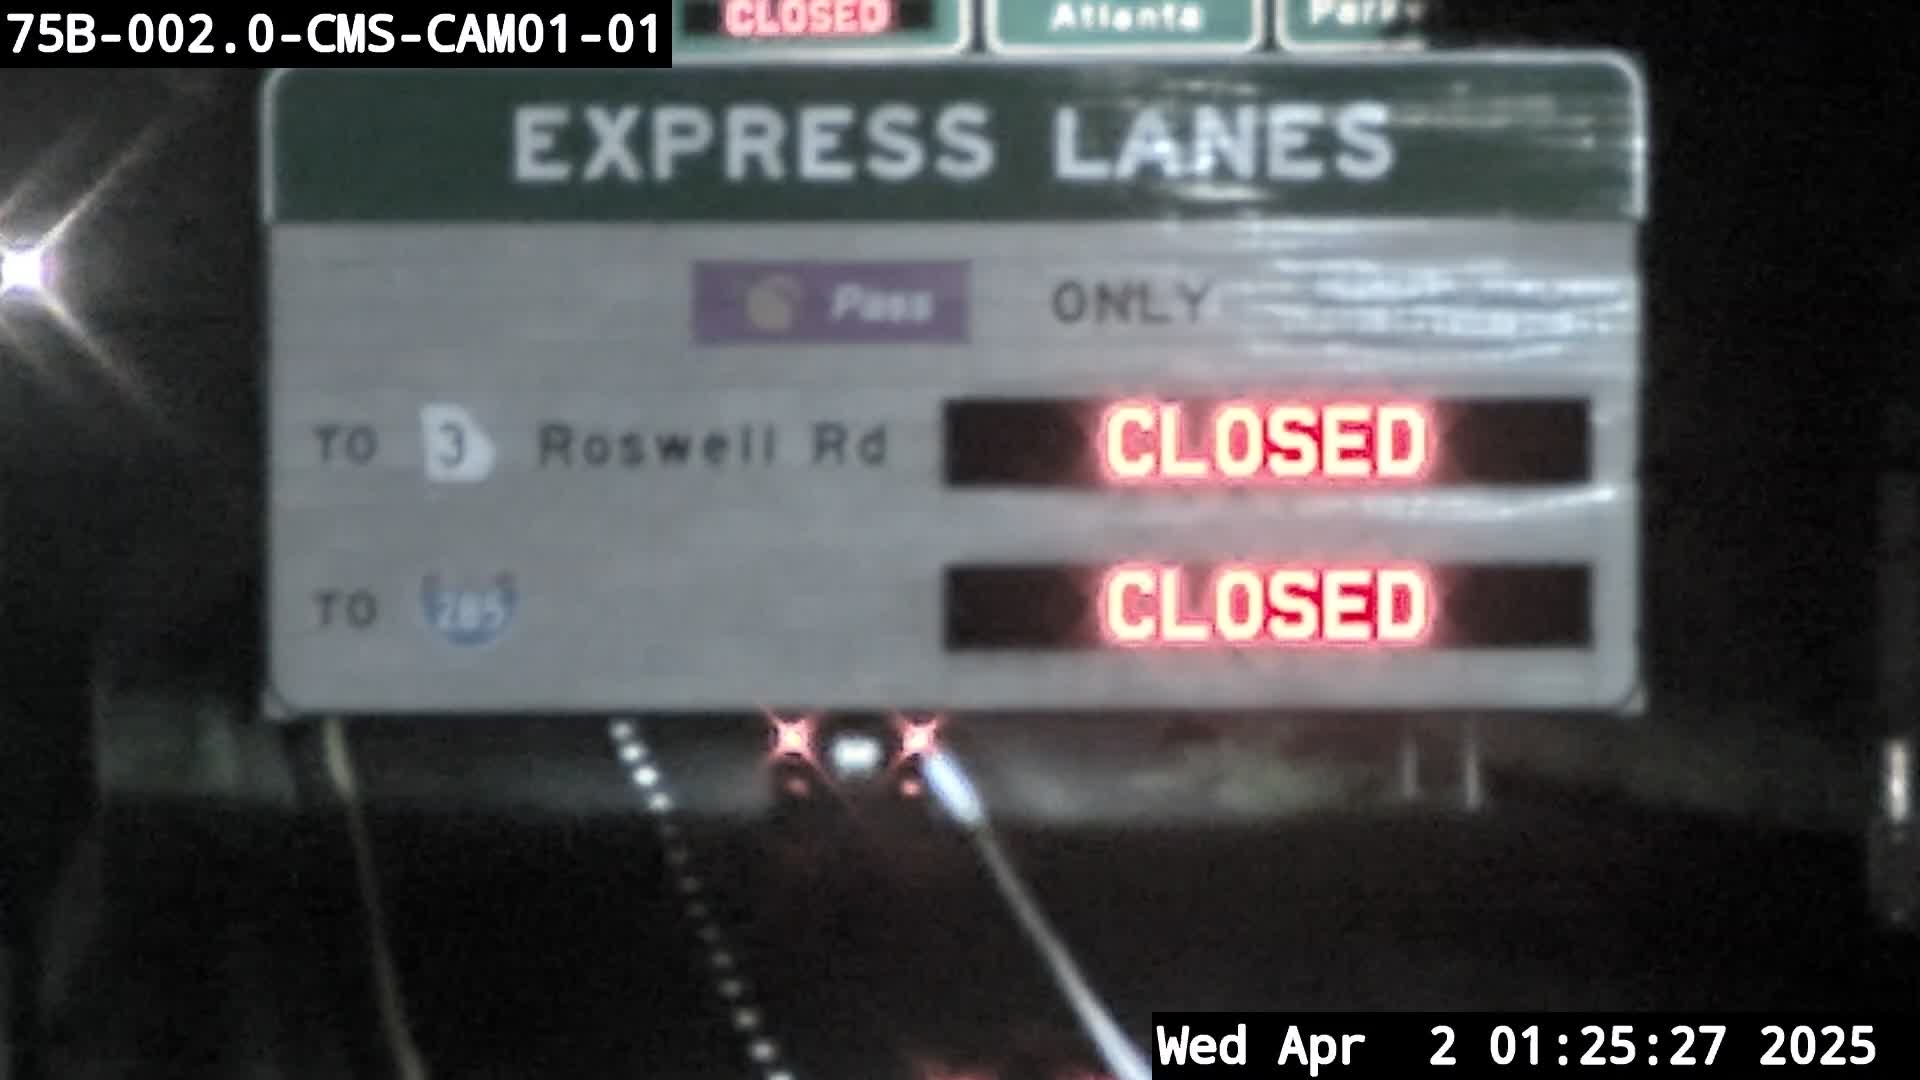 75B-002.0-CMS-CAM01-01
CLOSED
Atlanta
EXPRESS LANES
Pass ONLY
TO 3 Roswell Rd CLOSED
TO 285 CLOSED
Wed Apr 2 01:25:27 2025